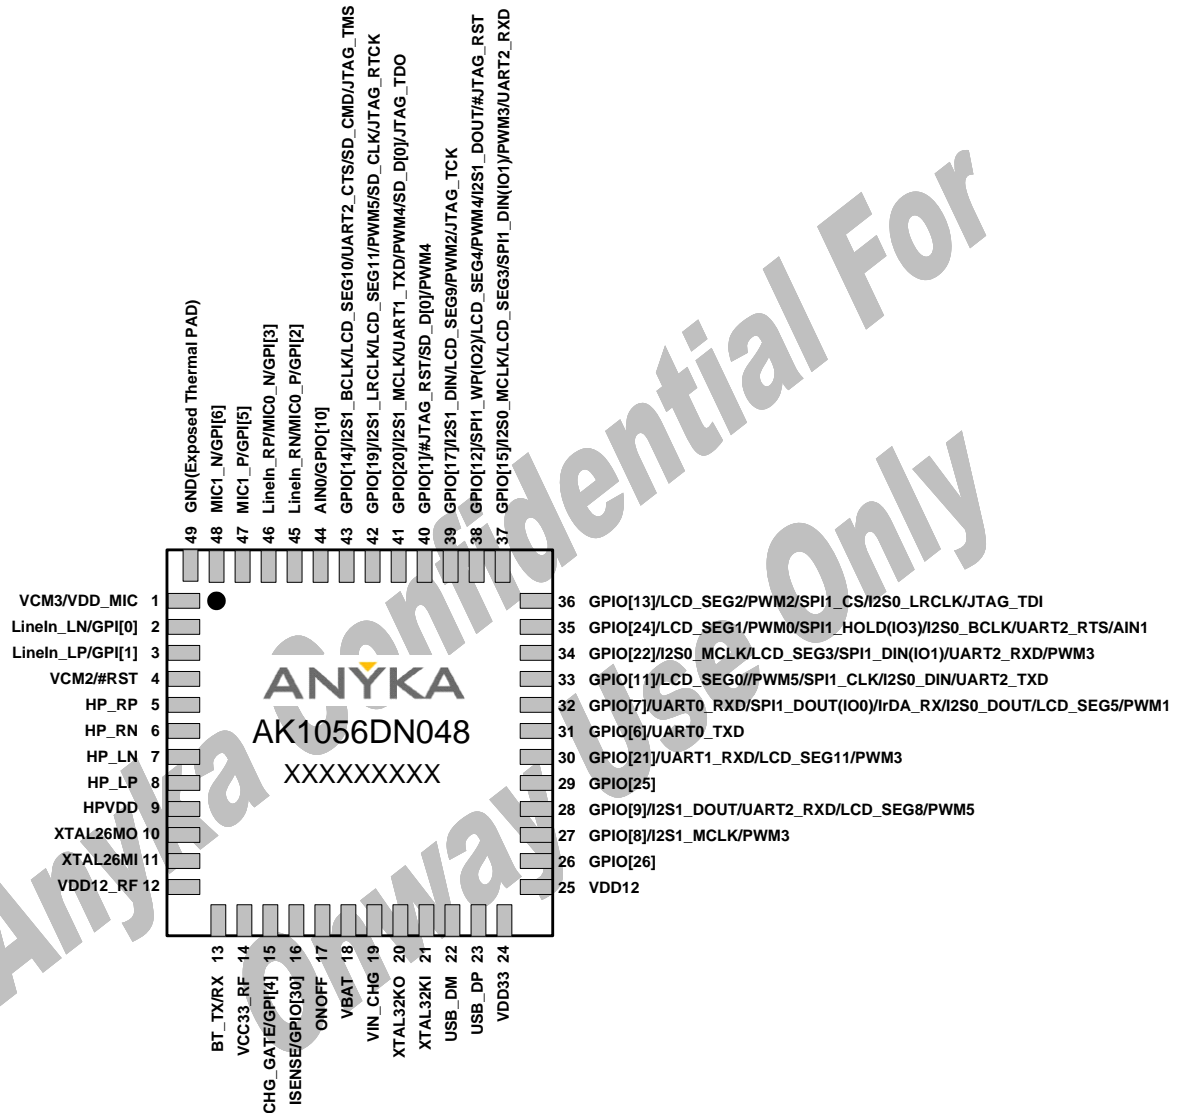 49 GND(Exposed Thermal PAD)
48 MIC1_N/GPI[6]
47 MIC1_P/GPI[5]
46 LineIn_RP/MIC0_N/GPI[3]
45 LineIn_RN/MIC0_P/GPI[2]
44 AIN0/GPIO[10]
43 GPIO[14]/I2S1_BCLK/LCD_SEG10/UART2_CTS/SD_CMD/JTAG_TMS
42 GPIO[19]/I2S1_LRCLK/LCD_SEG11/PWM5/SD_CLK/JTAG_RTCK
41 GPIO[20]/I2S1_MCLK/UART1_TXD/PWM4/SD_D[0]/JTAG_TDO
40 GPIO[1]/#JTAG_RST/SD_D[0]/PWM4
39 GPIO[17]/I2S1_DIN/LCD_SEG9/PWM2/JTAG_TCK
38 GPIO[12]/SPI1_WP(IO2)/LCD_SEG4/PWM4/I2S1_DOUT/#JTAG_RST
37 GPIO[15]/I2S0_MCLK/LCD_SEG3/SPI1_DIN(IO1)/PWM3/UART2_RXD
VCM3/VDD_MIC 1
LineIn_LN/GPI[0] 2
LineIn_LP/GPI[1] 3
VCM2/#RST 4
HP_RP 5
HP_RN 6
HP_LN 7
HP_LP 8
HPVDD 9
XTAL26MO 10
XTAL26MI 11
VDD12_RF 12
ANYKA
AK1056DN048
XXXXXXXXX
36 GPIO[13]/LCD_SEG2/PWM2/SPI1_CS/I2S0_LRCLK/JTAG_TDI
35 GPIO[24]/LCD_SEG1/PWM0/SPI1_HOLD(IO3)/I2S0_BCLK/UART2_RTS/AIN1
34 GPIO[22]/I2S0_MCLK/LCD_SEG3/SPI1_DIN(IO1)/UART2_RXD/PWM3
33 GPIO[11]/LCD_SEG0//PWM5/SPI1_CLK/I2S0_DIN/UART2_TXD
32 GPIO[7]/UART0_RXD/SPI1_DOUT(IO0)/IrDA_RX/I2S0_DOUT/LCD_SEG5/PWM1
31 GPIO[6]/UART0_TXD
30 GPIO[21]/UART1_RXD/LCD_SEG11/PWM3
29 GPIO[25]
28 GPIO[9]/I2S1_DOUT/UART2_RXD/LCD_SEG8/PWM5
27 GPIO[8]/I2S1_MCLK/PWM3
26 GPIO[26]
25 VDD12
BT_TX/RX 13
VCC33_RF 14
CHG_GATE/GPI[4] 15
ISENSE/GPIO[30] 16
ONOFF 17
VBAT 18
VIN_CHG 19
XTAL32KO 20
XTAL32KI 21
USB_DM 22
USB_DP 23
VDD33 24
Anyka Confidential For
Onway Use Only